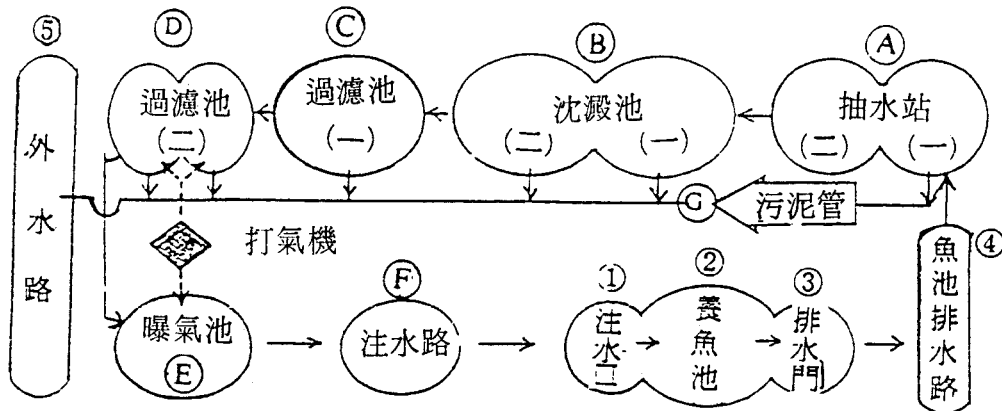 ⑤ D C B A
外水路
過濾池
(二)
過濾池
(一)
沈澱池
(二) (一)
抽水站
(二) (一)
G 污泥管
打氣機
魚池排水路 ④
曝氣池
E
F
注水路
①
注水口
②
養魚池
③
排水門